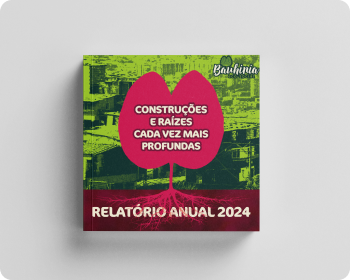 Bauhinia
CONSTRUÇÕES
E RAÍZES
CADA VEZ MAIS
PROFUNDAS
RELATÓRIO ANUAL 2024